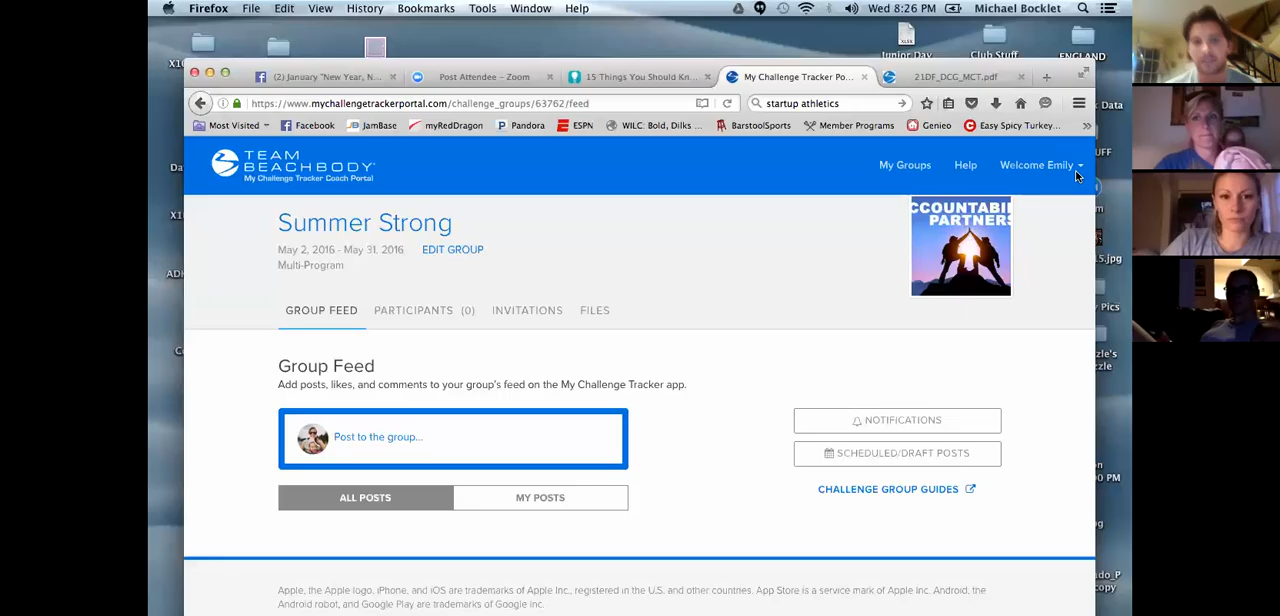 Firefox File Edit View History Bookmarks Tools Window Help Wed 8:26 PM Michael Bocklet
XLSX
Junior Day
Club Stuff
ENGLAND
(2) January "New Year, N...
Post Attendee – Zoom
15 Things You Should Kn...
My Challenge Tracker Po...
21DF_DCG_MCT.pdf
https://www.mychallengetrackerportal.com/challenge_groups/63762/feed
startup athletics
Most Visited
Facebook
JamBase
myRedDragon
Pandora
ESPN
WILC: Bold, Dilks ...
BarstoolSports
Member Programs
Genieo
Easy Spicy Turkey...
TEAM
BEACHBODY
My Challenge Tracker Coach Portal
My Groups
Help
Welcome Emily
Summer Strong
May 2, 2016 - May 31, 2016
EDIT GROUP
Multi-Program
CCOUNTABI
PARTNERS
GROUP FEED
PARTICIPANTS (0)
INVITATIONS
FILES
Group Feed
Add posts, likes, and comments to your group's feed on the My Challenge Tracker app.
Post to the group...
ALL POSTS
MY POSTS
NOTIFICATIONS
SCHEDULED/DRAFT POSTS
CHALLENGE GROUP GUIDES
Apple, the Apple logo, iPhone, and iOS are trademarks of Apple Inc., registered in the U.S. and other countries. App Store is a service mark of Apple Inc. Android, the
Android robot, and Google Play are trademarks of Google Inc.